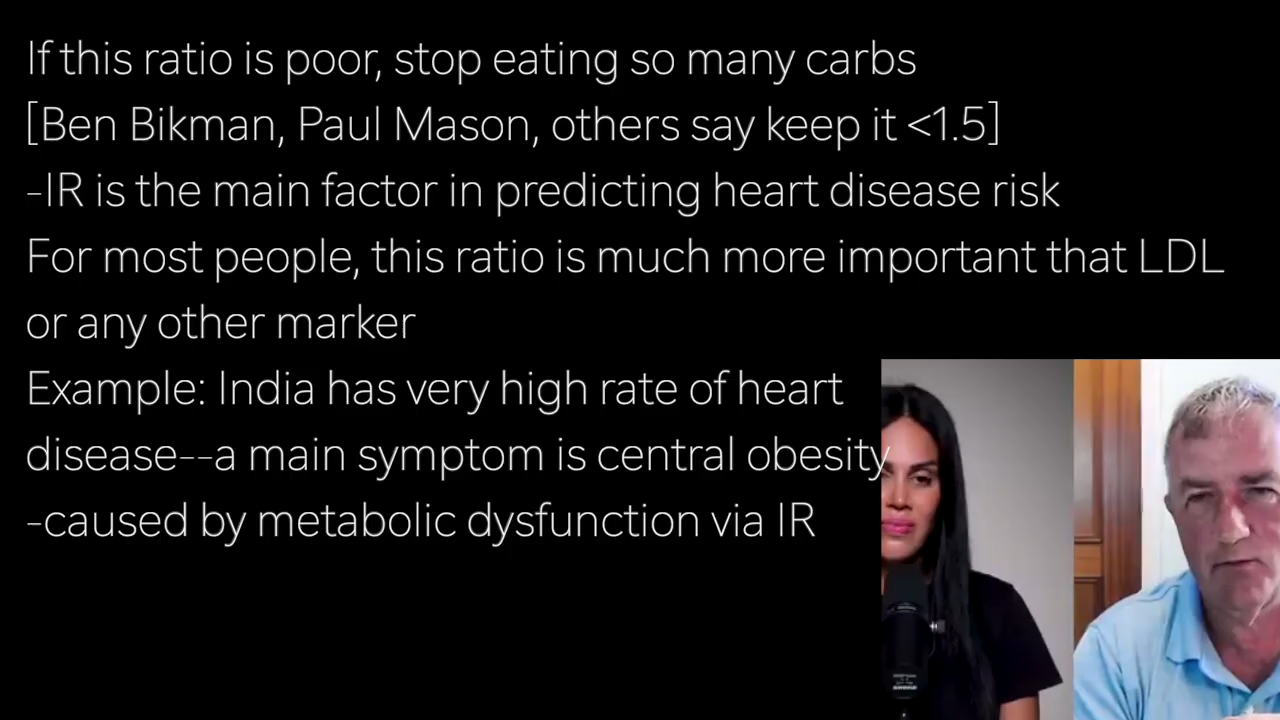 If this ratio is poor, stop eating so many carbs
[Ben Bikman, Paul Mason, others say keep it <1.5]
-IR is the main factor in predicting heart disease risk
For most people, this ratio is much more important that LDL
or any other marker
Example: India has very high rate of heart
disease--a main symptom is central obesity
-caused by metabolic dysfunction via IR